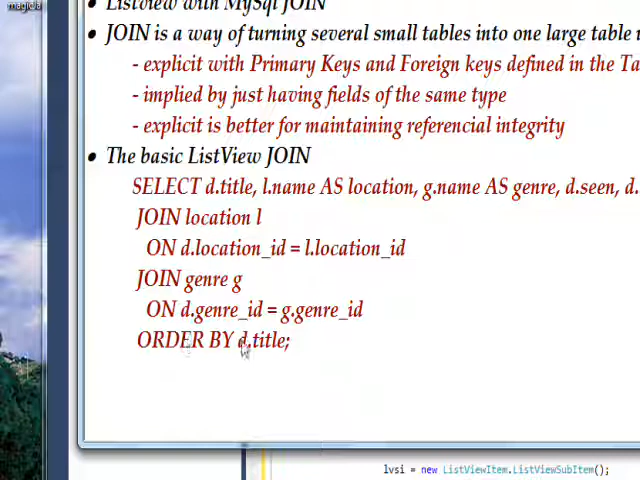 magicja
• Listview with MySql JOIN
• JOIN is a way of turning several small tables into one large table
- explicit with Primary Keys and Foreign keys defined in the Ta
- implied by just having fields of the same type
- explicit is better for maintaining referencial integrity
• The basic ListView JOIN
SELECT d.title, l.name AS location, g.name AS genre, d.seen, d.
JOIN location l
ON d.location_id = l.location_id
JOIN genre g
ON d.genre_id = g.genre_id
ORDER BY d.title;
lvsi = new ListViewItem.ListViewSubItem();